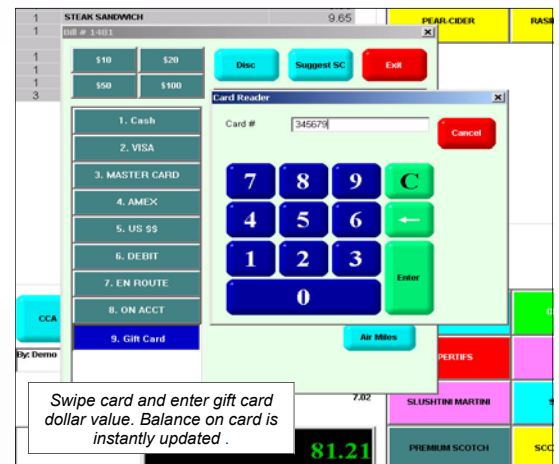 1 STEAK SANDWICH 9.65
1
1
1
1
3
PEAR-CIDER
Bill # 1401
$10 $20
$50 $100
Disc
Suggest SC
Exit
1. Cash
2. VISA
3. MASTER CARD
4. AMEX
5. US $$
6. DEBIT
7. EN ROUTE
8. ON ACCT
9. Gift Card
Card Reader
Card # 345679
Cancel
7 8 9 C
4 5 6 ←
1 2 3
Enter
0
Air Miles
CCA
By: Demo
PERTIFS
7.02
SLUSHTINI MARTINI
81.21
PREMIUM SCOTCH
Swipe card and enter gift card
dollar value. Balance on card is
instantly updated .